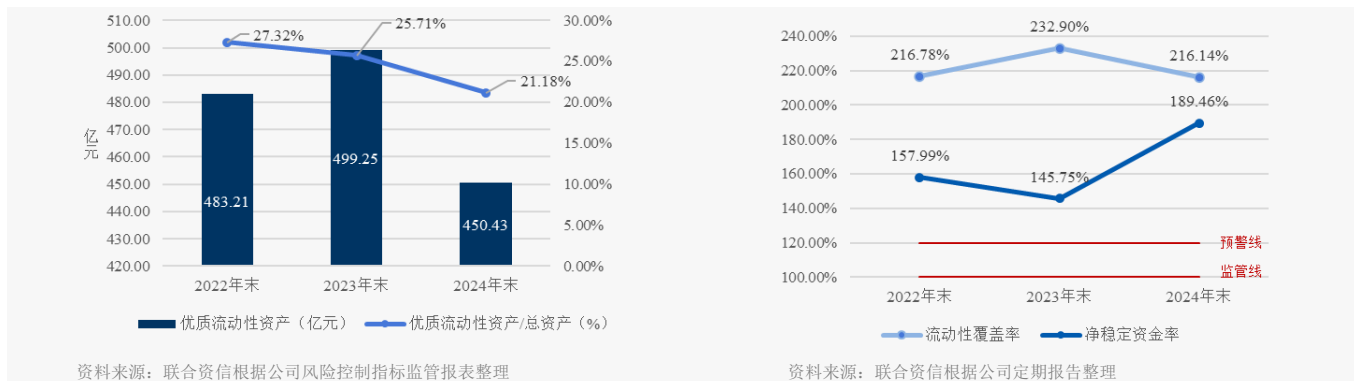 510.00
500.00
490.00
480.00
470.00
460.00
450.00
440.00
430.00
420.00
亿元
30.00%
25.00%
20.00%
15.00%
10.00%
5.00%
0.00%
27.32%
25.71%
21.18%
483.21
499.25
450.43
2022年末
2023年末
2024年末
优质流动性资产（亿元）
优质流动性资产/总资产（%）
资料来源：联合资信根据公司风险控制指标监管报表整理
240.00%
220.00%
200.00%
180.00%
160.00%
140.00%
120.00%
100.00%
216.78%
232.90%
216.14%
157.99%
145.75%
189.46%
预警线
监管线
2022年末
2023年末
2024年末
流动性覆盖率
净稳定资金率
资料来源：联合资信根据公司定期报告整理